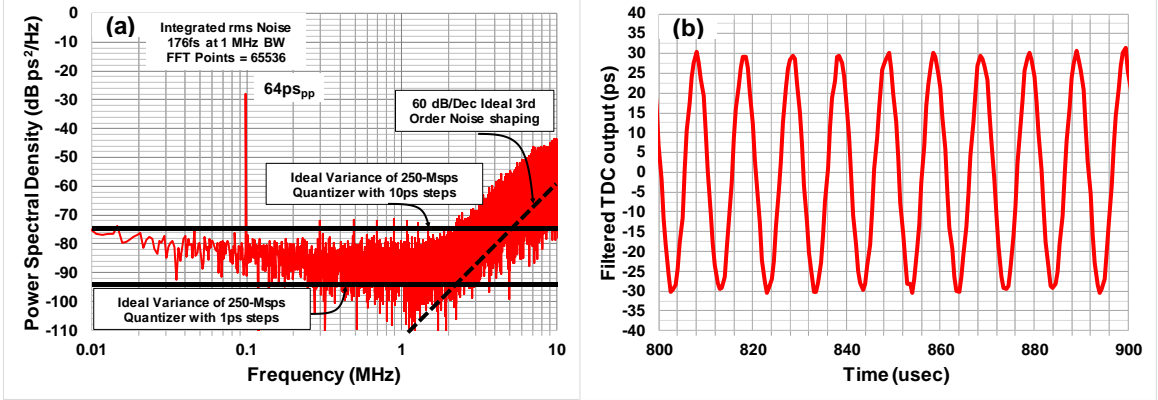 (a)
Integrated rms Noise
176fs at 1 MHz BW
FFT Points = 65536
64ps_pp
60 dB/Dec Ideal 3rd
Order Noise shaping
Ideal Variance of 250-Msps
Quantizer with 10ps steps
Ideal Variance of 250-Msps
Quantizer with 1ps steps
Power Spectral Density (dB ps²/Hz)
0
-10
-20
-30
-40
-50
-60
-70
-80
-90
-100
-110
0.01
0.1
1
10
Frequency (MHz)
(b)
Filtered TDC output (ps)
40
35
30
25
20
15
10
5
0
-5
-10
-15
-20
-25
-30
-35
-40
800
820
840
860
880
900
Time (usec)